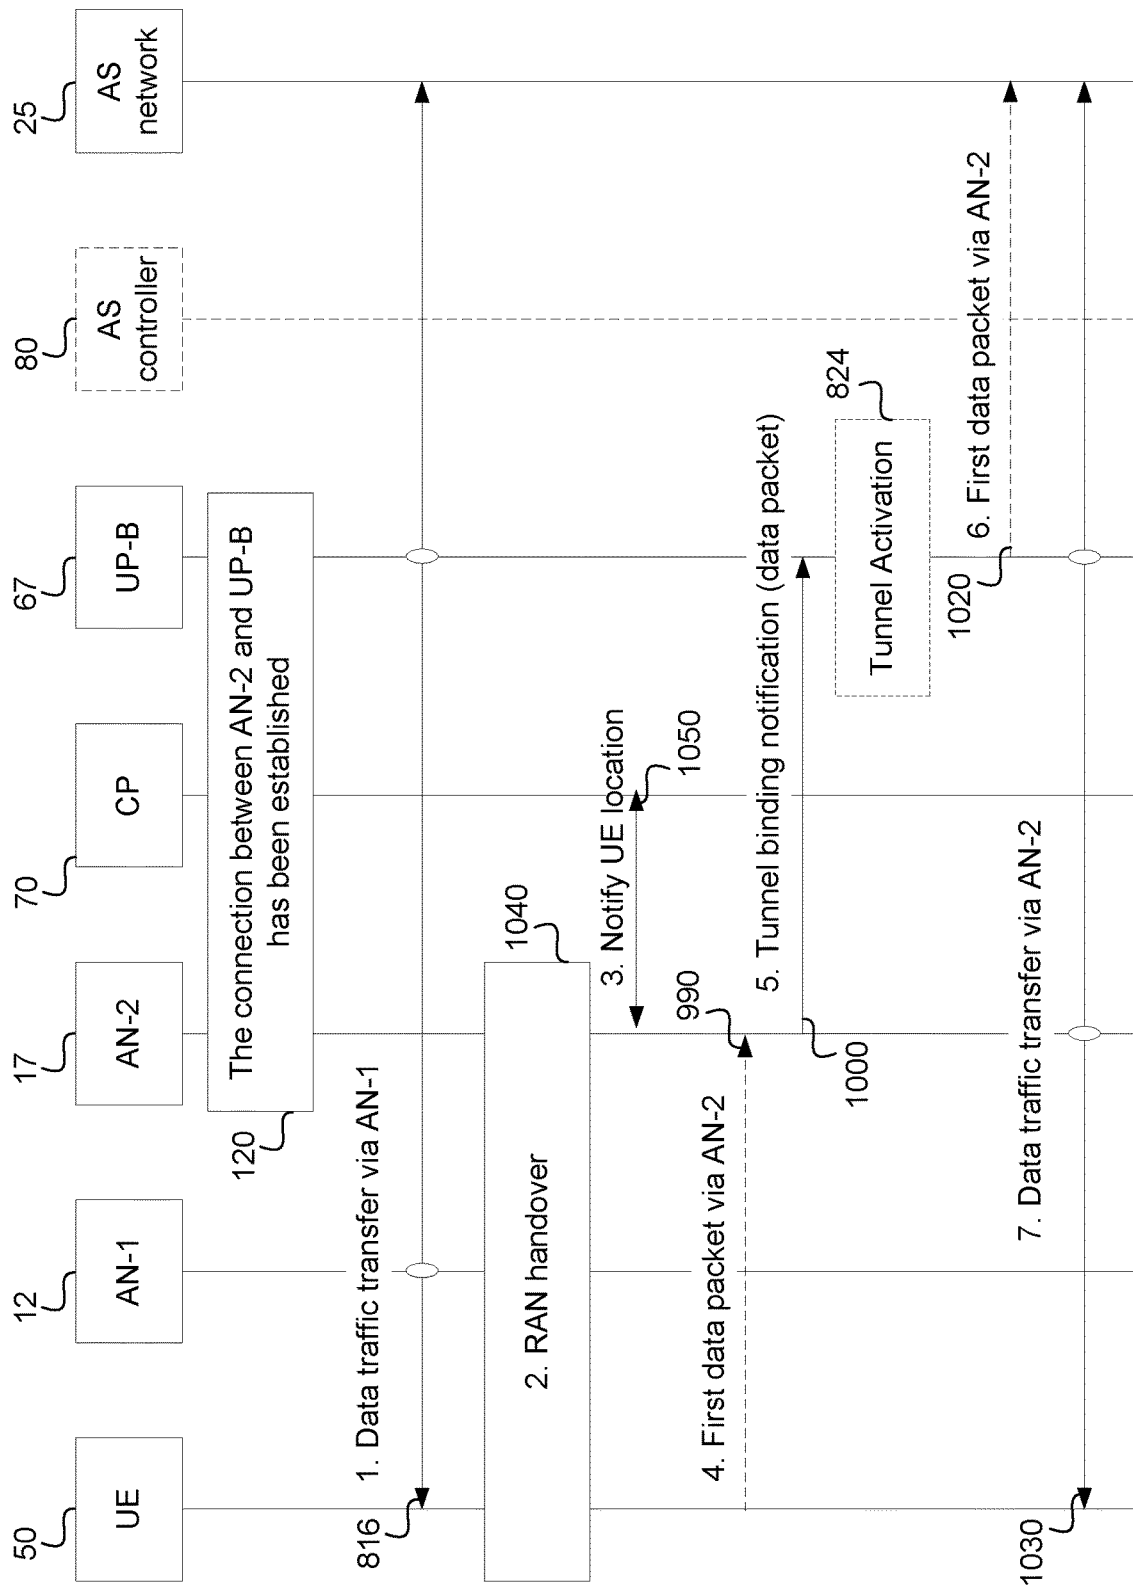 50
12
17
70
67
80
25
UE
AN-1
AN-2
CP
UP-B
AS
controller
AS
network
120
The connection between AN-2 and UP-B
has been established
1. Data traffic transfer via AN-1
816
2. RAN handover
1040
3. Notify UE location
1050
4. First data packet via AN-2
990
5. Tunnel binding notification (data packet)
1000
824
Tunnel Activation
6. First data packet via AN-2
1020
7. Data traffic transfer via AN-2
1030